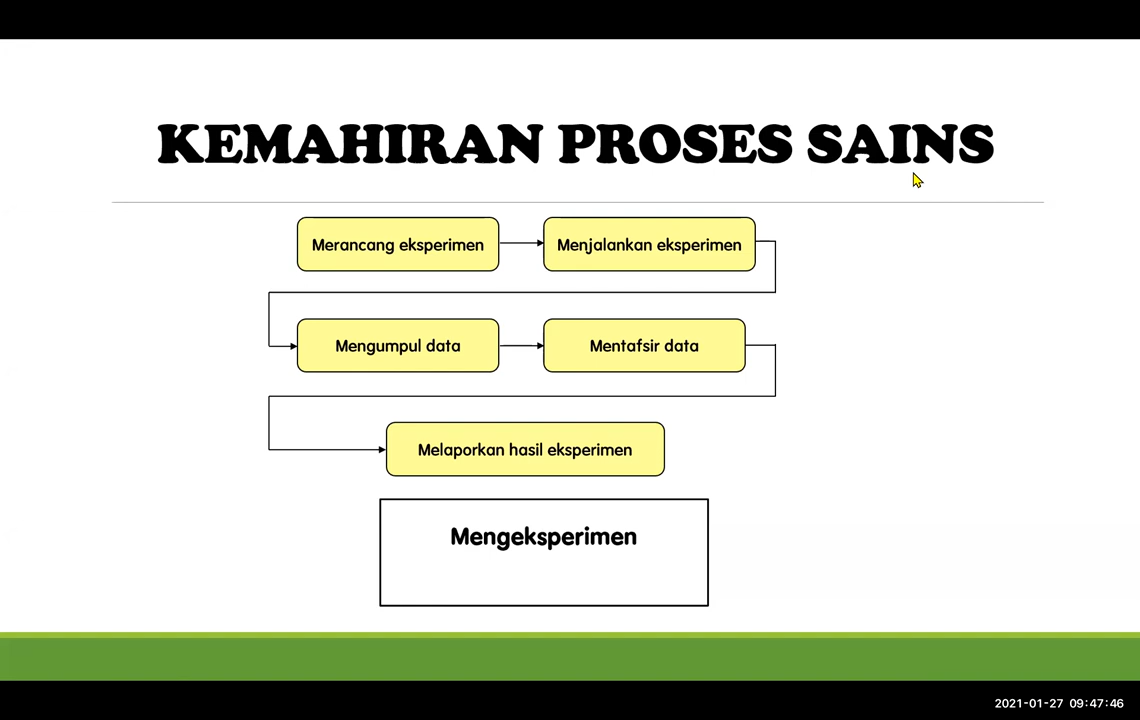 KEMAHIRAN PROSES SAINS
Merancang eksperimen
Menjalankan eksperimen
Mengumpul data
Mentafsir data
Melaporkan hasil eksperimen
Mengeksperimen
2021-01-27 09:47:46